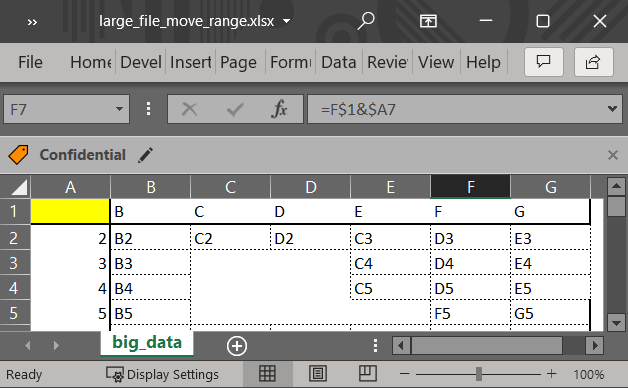 large_file_move_range.xlsx
File Home Devel Insert Page Form Data Revie View Help
F7 fx =F$1&$A7
Confidential
A B C D E F G
1 B C D E F G
2 2 B2 C2 D2 C3 D3 E3
3 3 B3 C4 D4 E4
4 4 B4 C5 D5 E5
5 5 B5 F5 G5
big_data
Ready Display Settings 100%